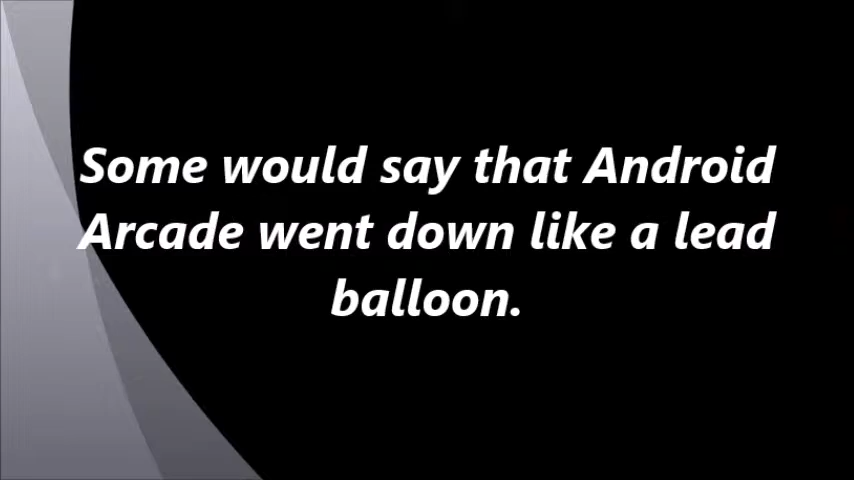 Some would say that Android
Arcade went down like a lead
balloon.